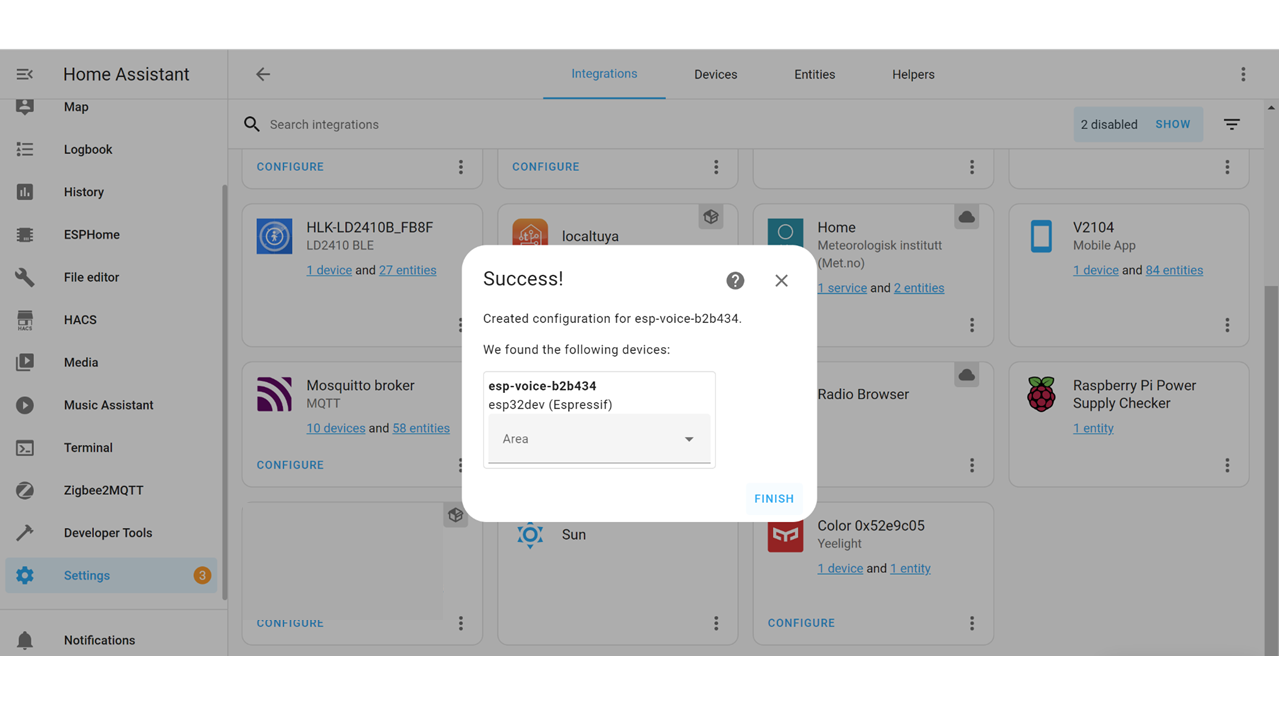 Home Assistant
Map
Logbook
History
ESPHome
File editor
HACS
HACS
Media
Music Assistant
Terminal
Zigbee2MQTT
Developer Tools
Settings
3
Notifications
Integrations
Devices
Entities
Helpers
Search integrations
2 disabled
SHOW
CONFIGURE
CONFIGURE
HLK-LD2410B_FB8F
LD2410 BLE
1 device and 27 entities
localtuya
Home
Meteorologisk institutt
(Met.no)
1 service and 2 entities
V2104
Mobile App
1 device and 84 entities
Success!
Created configuration for esp-voice-b2b434.
We found the following devices:
esp-voice-b2b434
esp32dev (Espressif)
Area
FINISH
Mosquitto broker
MQTT
10 devices and 58 entities
CONFIGURE
Radio Browser
Raspberry Pi Power
Supply Checker
1 entity
CONFIGURE
Sun
Color 0x52e9c05
Yeelight
1 device and 1 entity
CONFIGURE